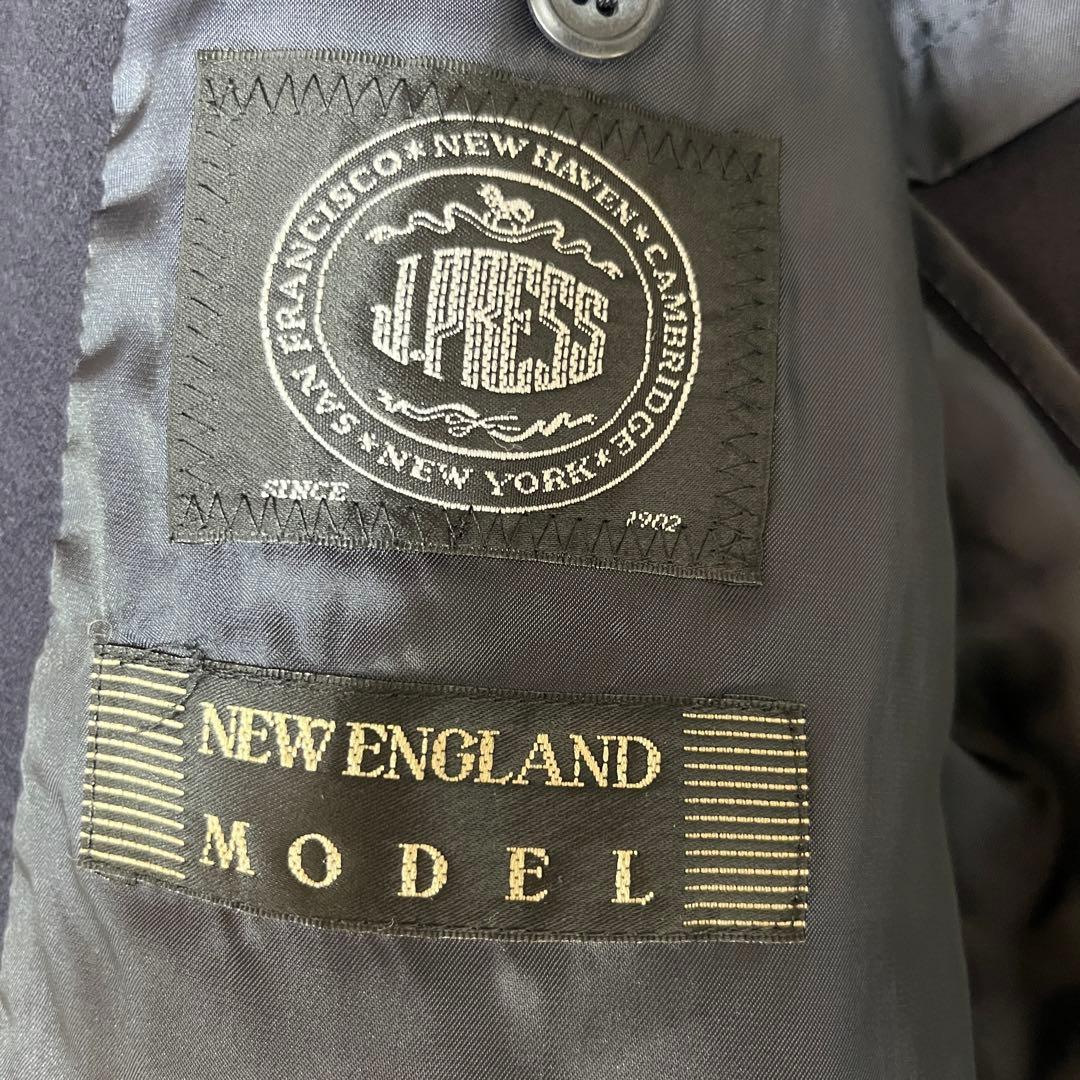 SAN FRANCISCO★NEW HAVEN★CAMBRIDGE★NEW YORK★
J.PRESS
SINCE 1902
NEW ENGLAND
MODEL